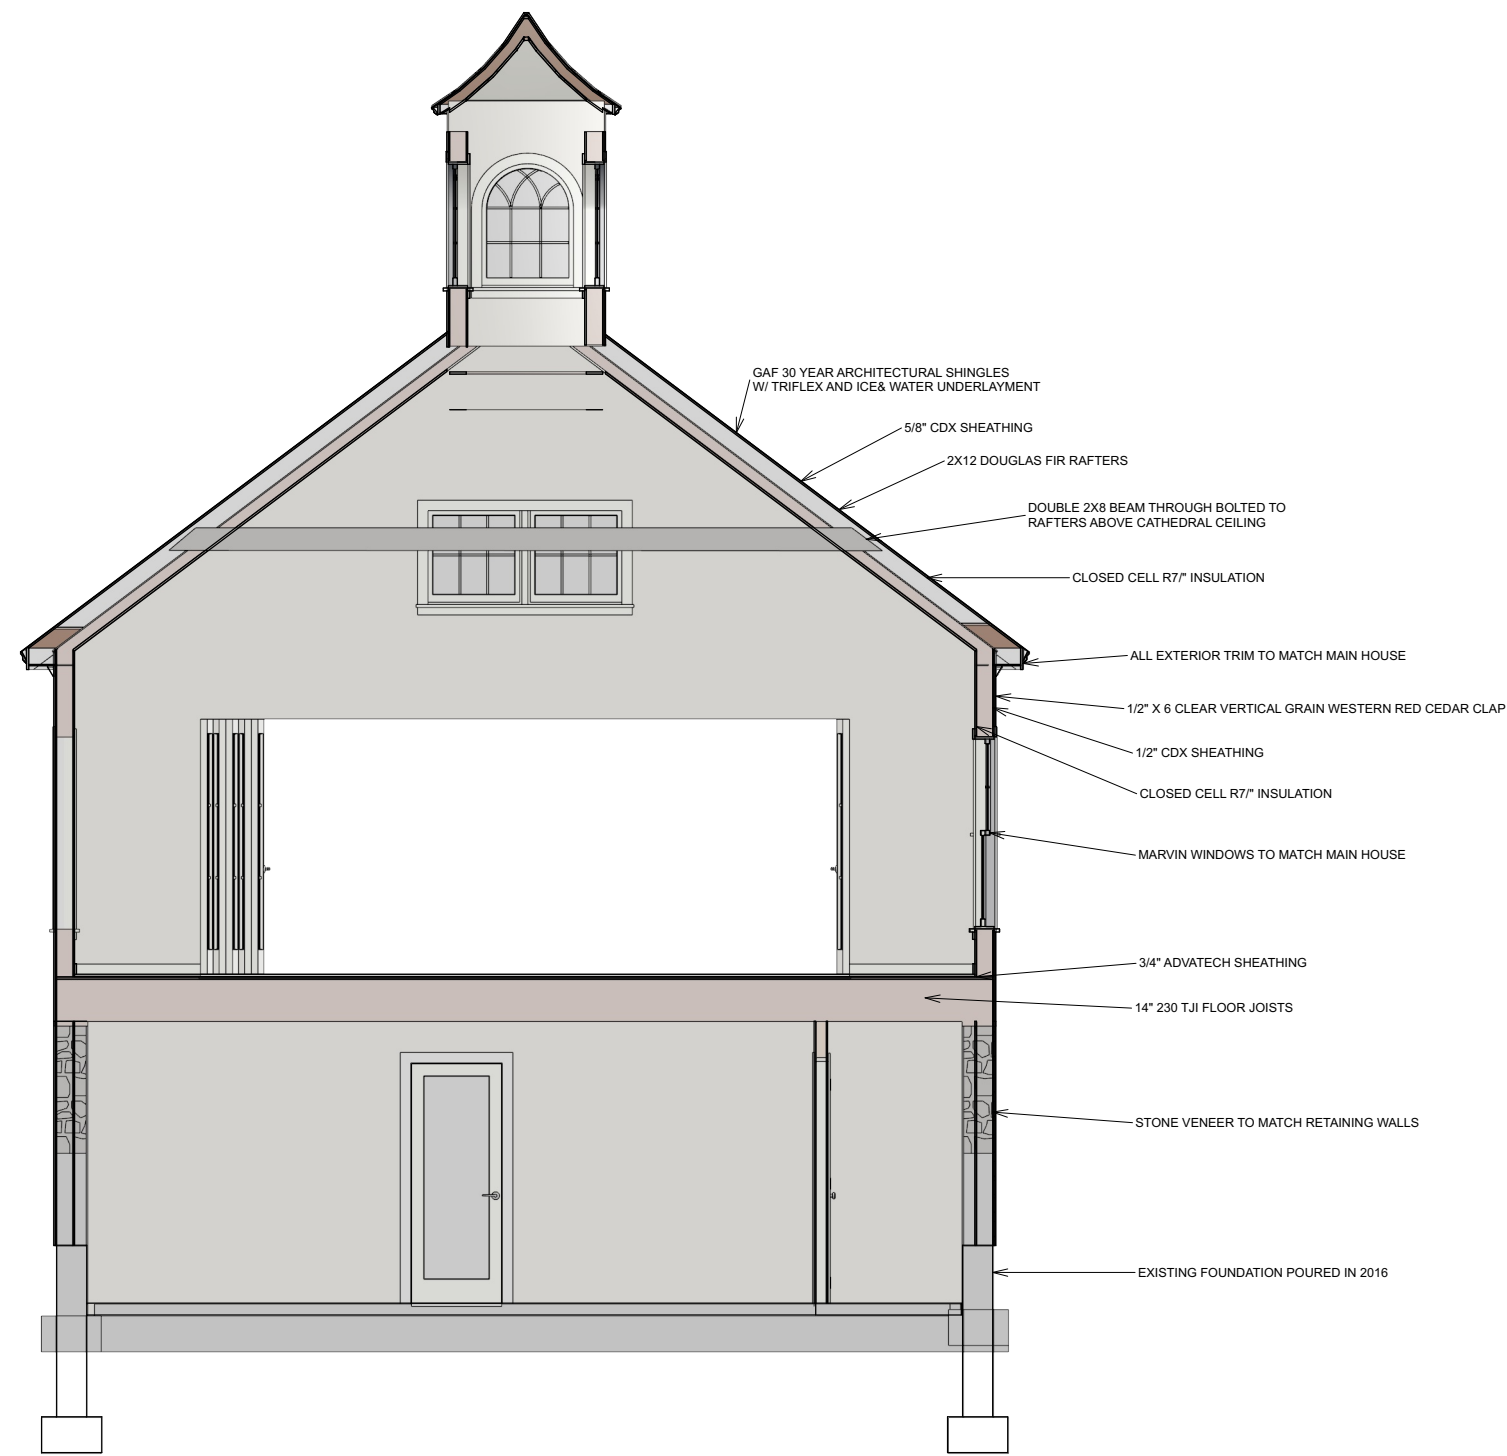 GAF 30 YEAR ARCHITECTURAL SHINGLES
W/ TRIFLEX AND ICE& WATER UNDERLAYMENT
5/8" CDX SHEATHING
2X12 DOUGLAS FIR RAFTERS
DOUBLE 2X8 BEAM THROUGH BOLTED TO
RAFTERS ABOVE CATHEDRAL CEILING
CLOSED CELL R7/" INSULATION
ALL EXTERIOR TRIM TO MATCH MAIN HOUSE
1/2" X 6 CLEAR VERTICAL GRAIN WESTERN RED CEDAR CLAP
1/2" CDX SHEATHING
CLOSED CELL R7/" INSULATION
MARVIN WINDOWS TO MATCH MAIN HOUSE
3/4" ADVATECH SHEATHING
14" 230 TJI FLOOR JOISTS
STONE VENEER TO MATCH RETAINING WALLS
EXISTING FOUNDATION POURED IN 2016